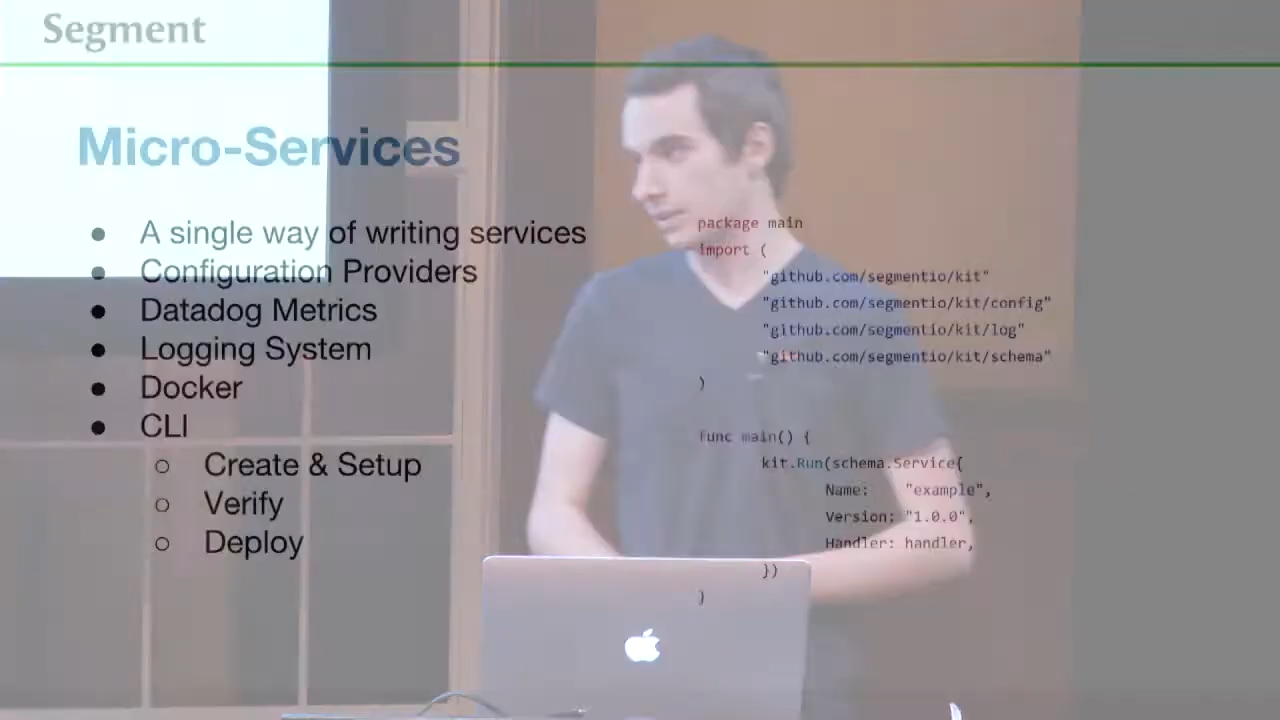 Segment
Micro-Services
● A single way of writing services
● Configuration Providers
● Datadog Metrics
● Logging System
● Docker
● CLI
○ Create & Setup
○ Verify
○ Deploy
package main
import (
"github.com/segmentio/kit"
"github.com/segmentio/kit/config"
"github.com/segmentio/kit/log"
"github.com/segmentio/kit/schema"
)
func main() {
kit.Run(schema.Service{
Name: "example",
Version: "1.0.0",
Handler: handler,
})
}